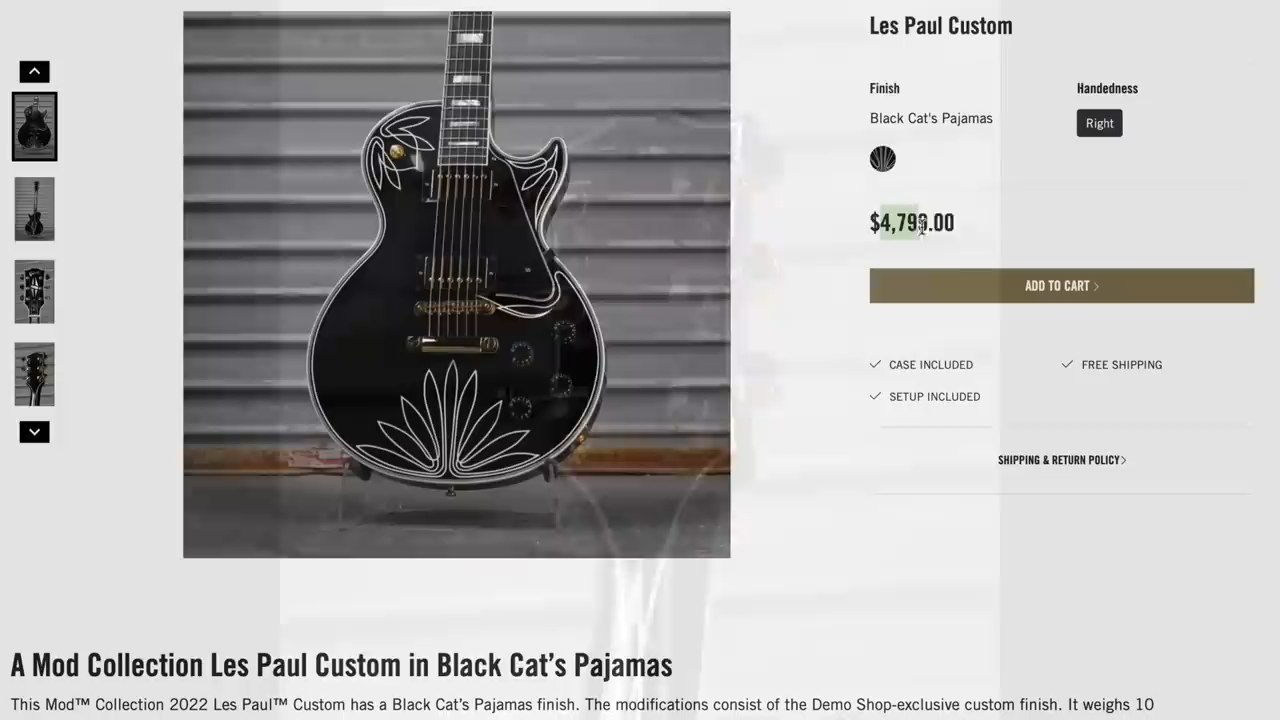 Les Paul Custom
Finish
Handedness
Black Cat's Pajamas
Right
$4,799.00
ADD TO CART
CASE INCLUDED
FREE SHIPPING
SETUP INCLUDED
SHIPPING & RETURN POLICY
A Mod Collection Les Paul Custom in Black Cat’s Pajamas
This Mod™ Collection 2022 Les Paul™ Custom has a Black Cat’s Pajamas finish. The modifications consist of the Demo Shop-exclusive custom finish. It weighs 10